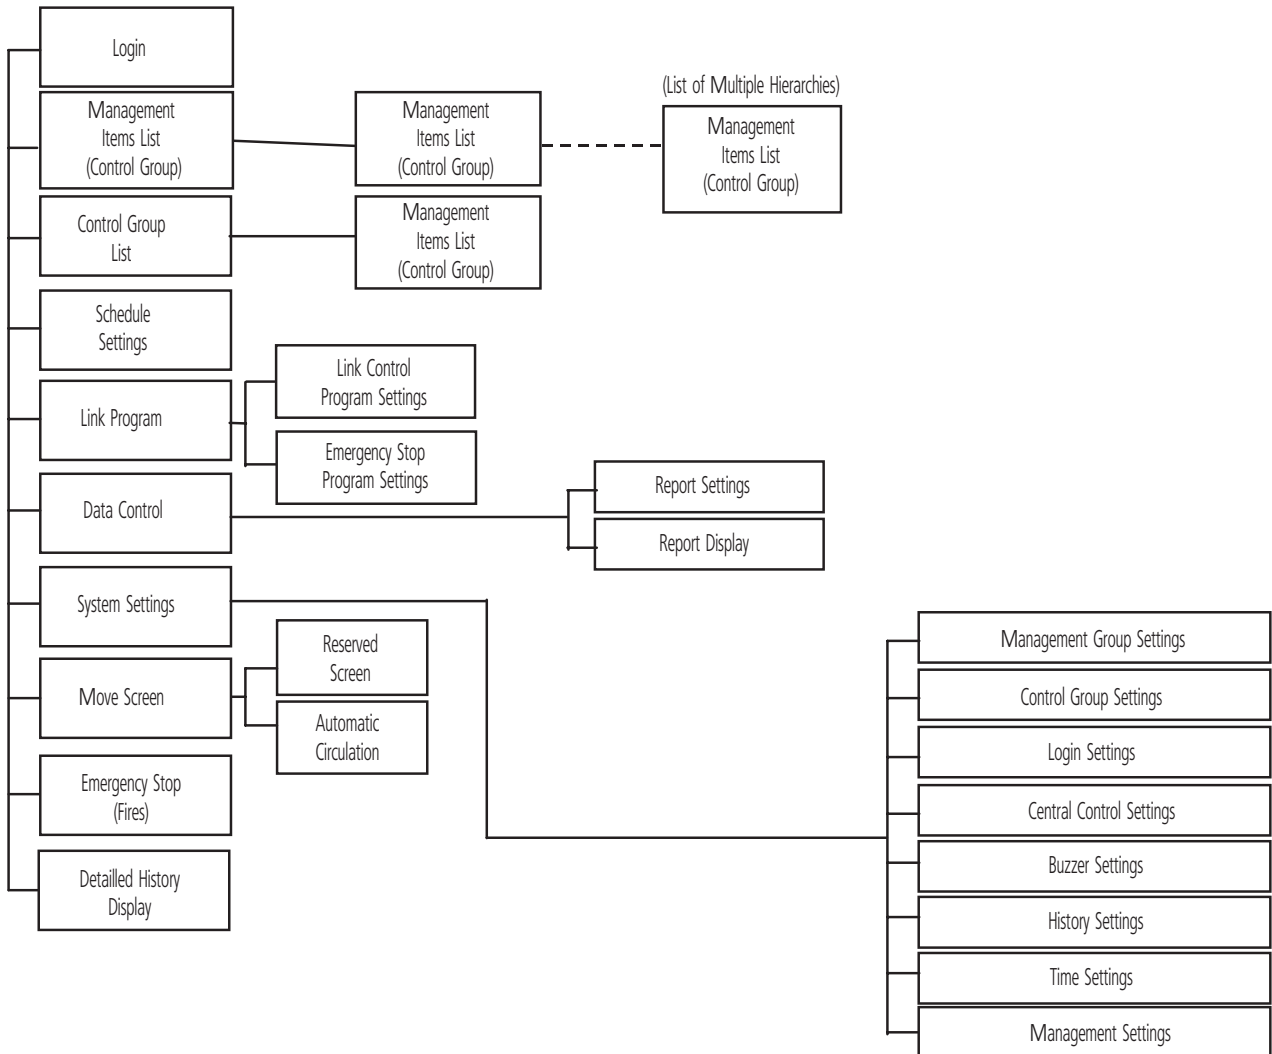 Login
Management
Items List
(Control Group)
Management
Items List
(Control Group)
(List of Multiple Hierarchies)
Management
Items List
(Control Group)
Control Group
List
Management
Items List
(Control Group)
Schedule
Settings
Link Program
Link Control
Program Settings
Emergency Stop
Program Settings
Data Control
Report Settings
Report Display
System Settings
Management Group Settings
Control Group Settings
Login Settings
Central Control Settings
Buzzer Settings
History Settings
Time Settings
Management Settings
Move Screen
Reserved
Screen
Automatic
Circulation
Emergency Stop
(Fires)
Detailled History
Display